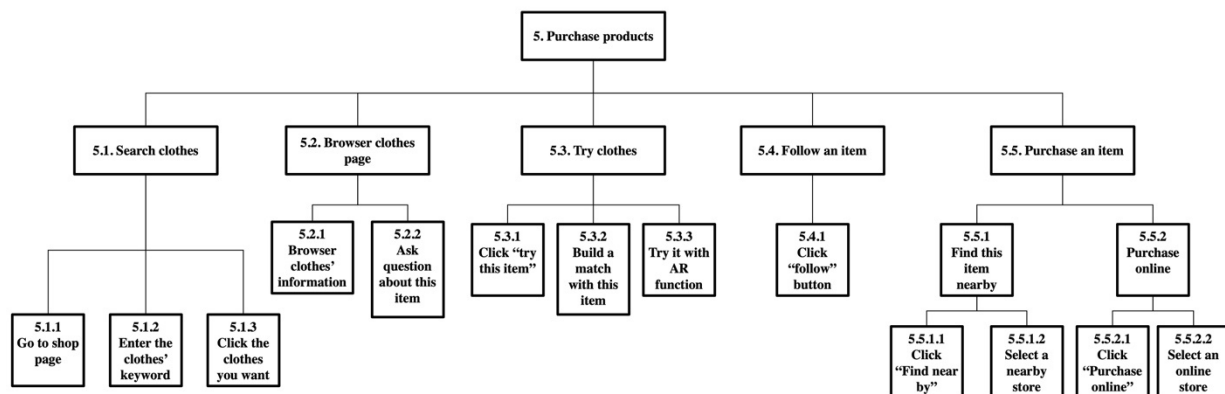 5. Purchase products
5.1. Search clothes
5.2. Browser clothes
page
5.3. Try clothes
5.4. Follow an item
5.5. Purchase an item
5.2.1
Browser
clothes’
information
5.2.2
Ask
question
about this
item
5.3.1
Click “try
this item”
5.3.2
Build a
match
with this
item
5.3.3
Try it with
AR
function
5.4.1
Click
“follow”
button
5.5.1
Find this
item
nearby
5.5.2
Purchase
online
5.1.1
Go to shop
page
5.1.2
Enter the
clothes’
keyword
5.1.3
Click the
clothes
you want
5.5.1.1
Click
“Find near
by”
5.5.1.2
Select a
nearby
store
5.5.2.1
Click
“Purchase
online”
5.5.2.2
Select an
online
store